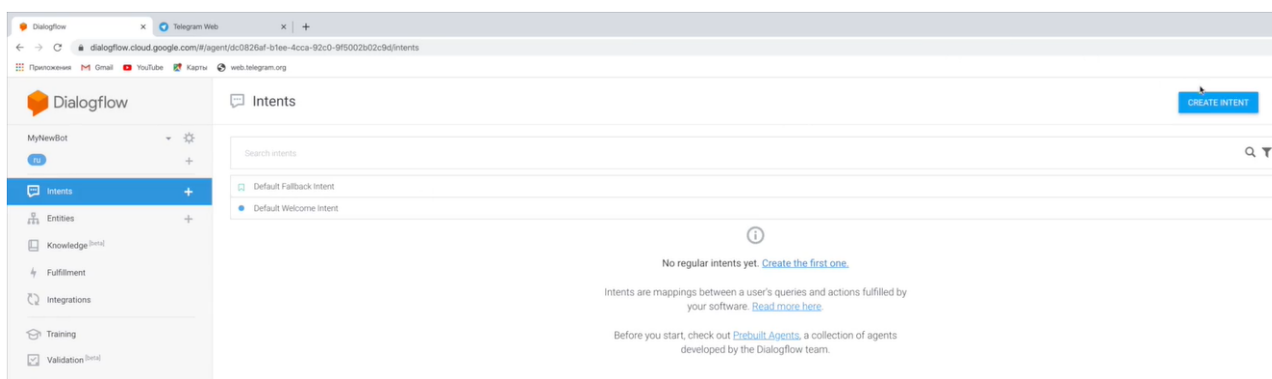 Dialogflow
Telegram Web
dialogflow.cloud.google.com/#/agent/dc0826af-b1ee-4cca-92c0-9f5002b02c9d/intents
Приложения Gmail YouTube Карты web.telegram.org
Dialogflow
Intents
CREATE INTENT
MyNewBot
ru
Search intents
Intents
Default Fallback Intent
Default Welcome Intent
Entities
Knowledge [beta]
No regular intents yet. Create the first one.
Fulfillment
Intents are mappings between a user's queries and actions fulfilled by
your software. Read more here.
Integrations
Before you start, check out Prebuilt Agents, a collection of agents
developed by the Dialogflow team.
Training
Validation [beta]